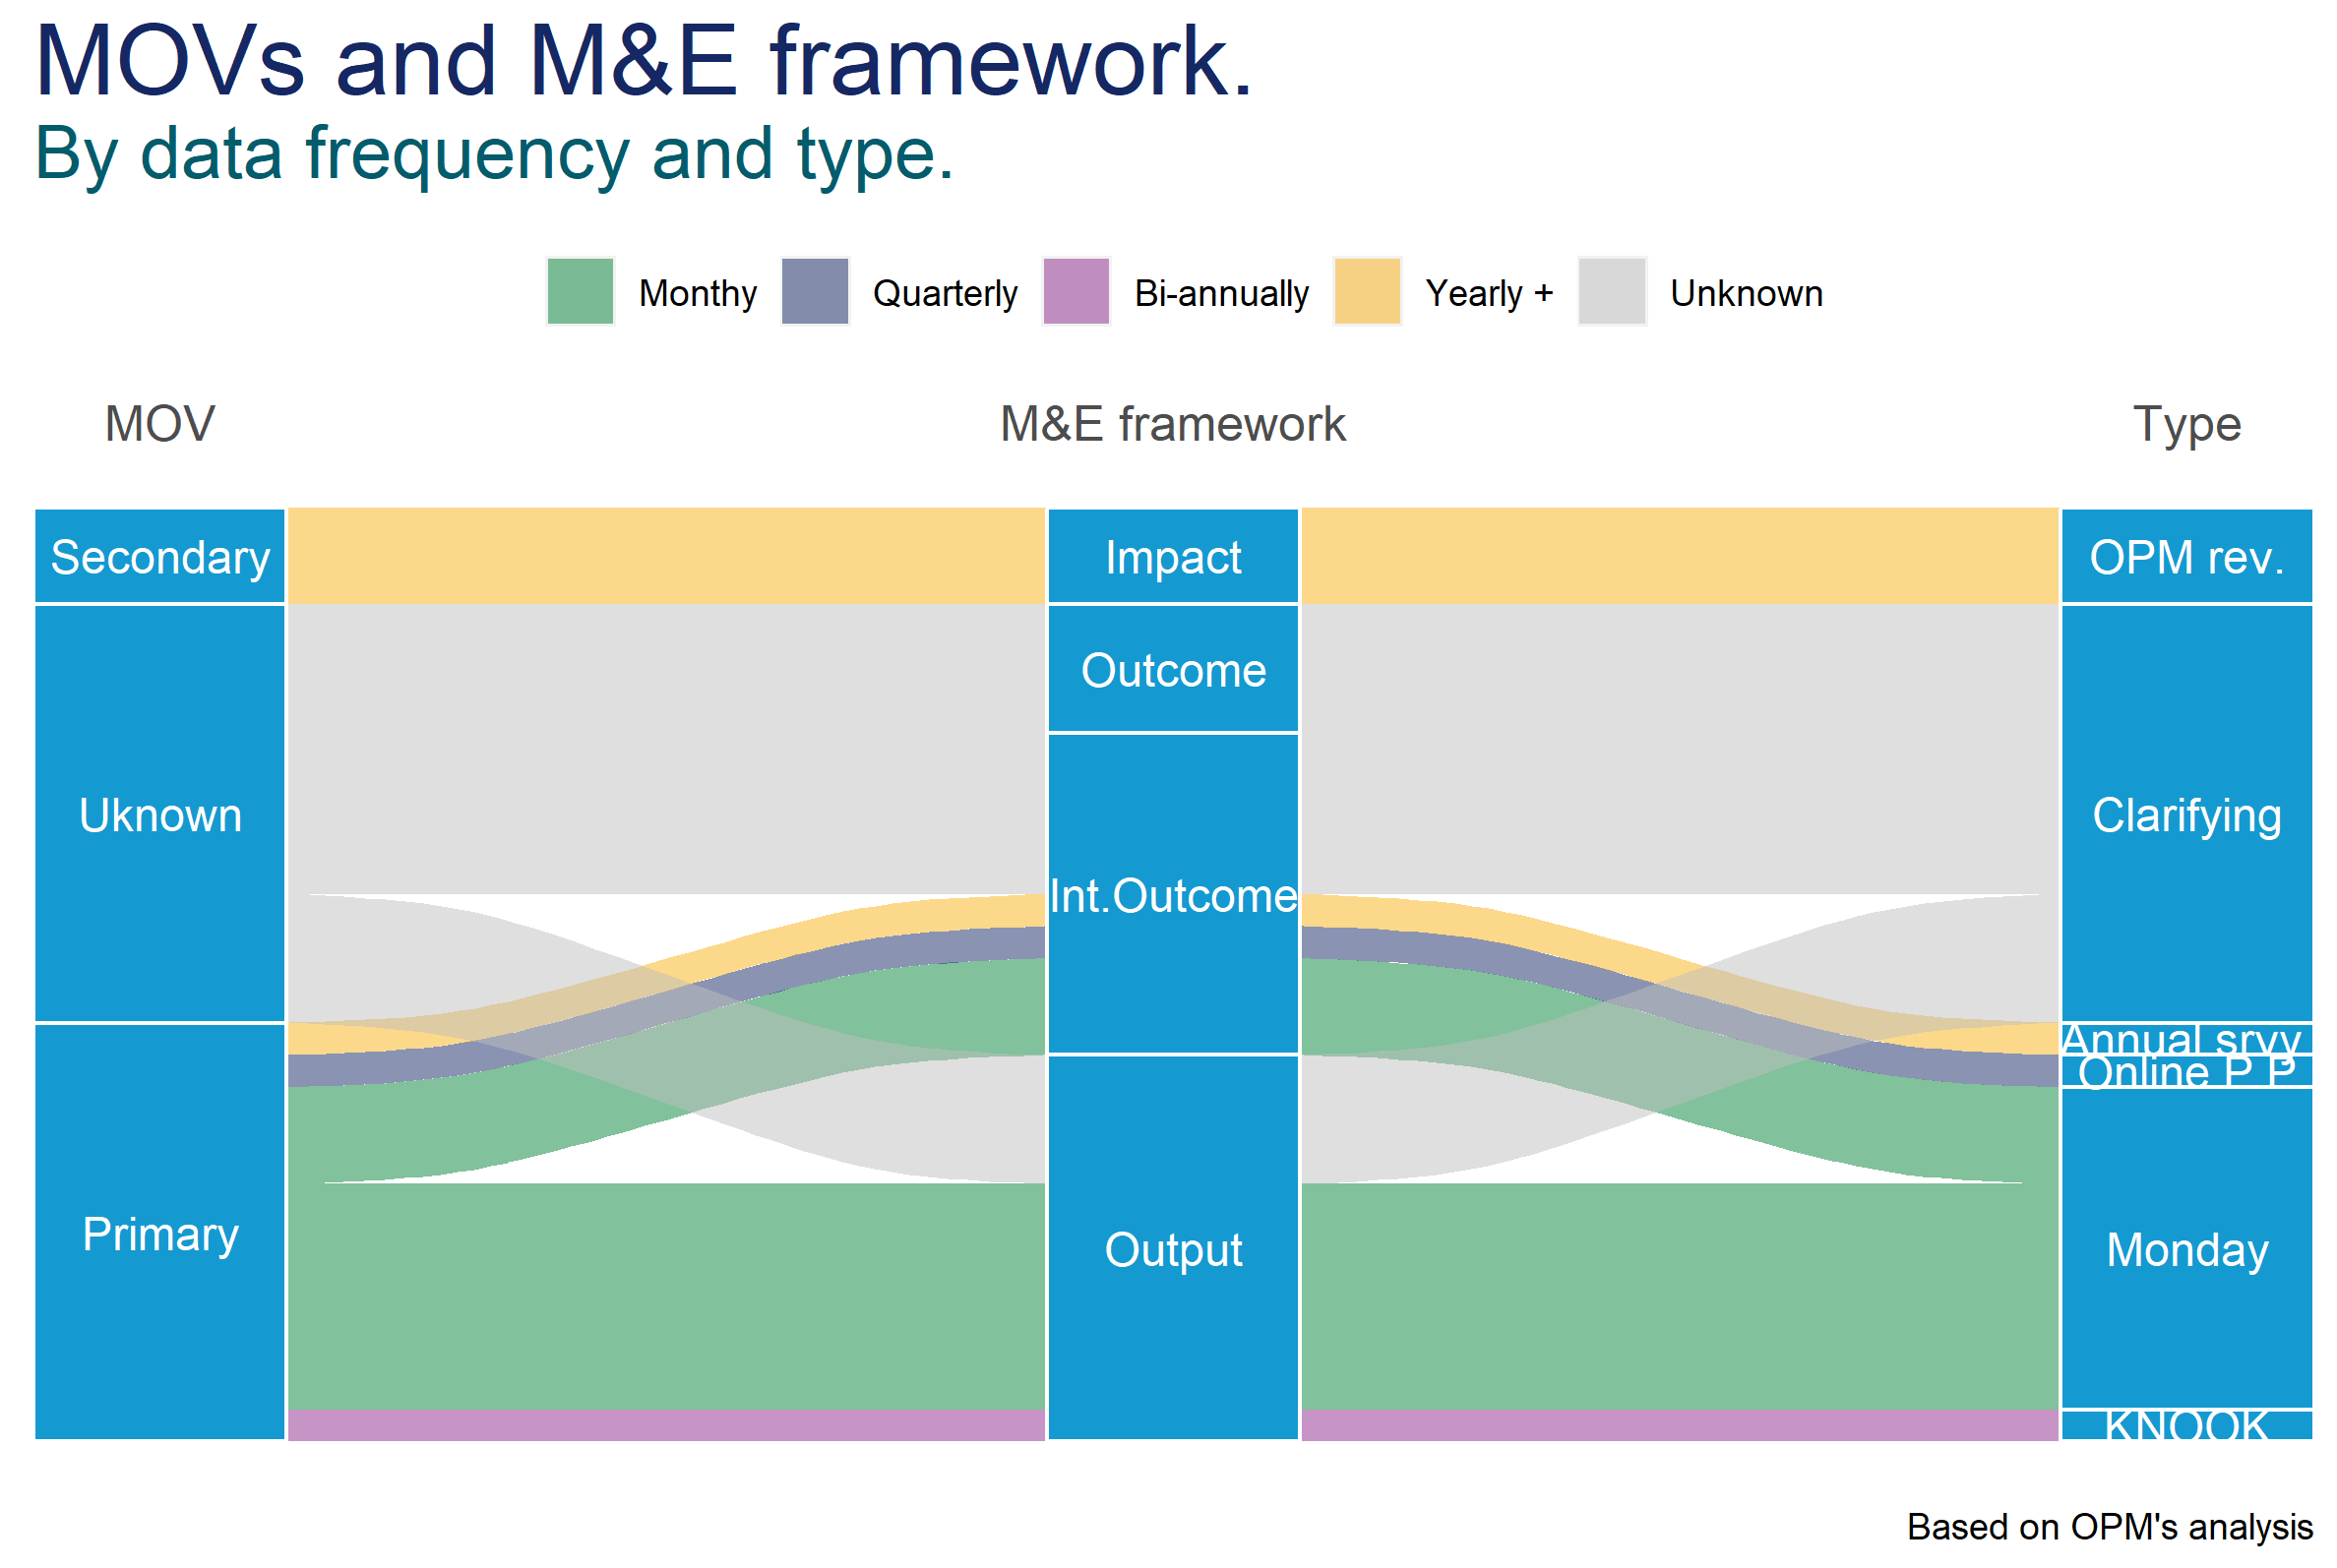 MOVs and M&E framework.
By data frequency and type.
Monthy Quarterly Bi-annually Yearly + Unknown
MOV M&E framework Type
Secondary Impact OPM rev.
Outcome
Uknown Int.Outcome Clarifying
Annual srvy
Online P P
Primary Output Monday
KNOOK
Based on OPM's analysis